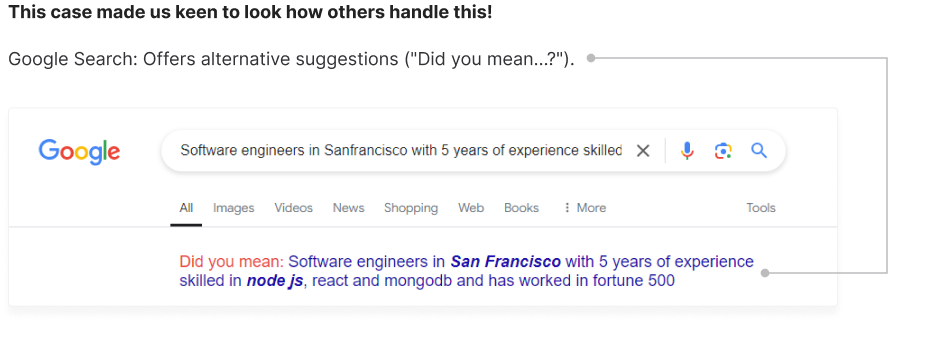 This case made us keen to look how others handle this!
Google Search: Offers alternative suggestions ("Did you mean...?").
Google
Software engineers in Sanfrancisco with 5 years of experience skilled
All Images Videos News Shopping Web Books More Tools
Did you mean: Software engineers in San Francisco with 5 years of experience
skilled in node js, react and mongodb and has worked in fortune 500